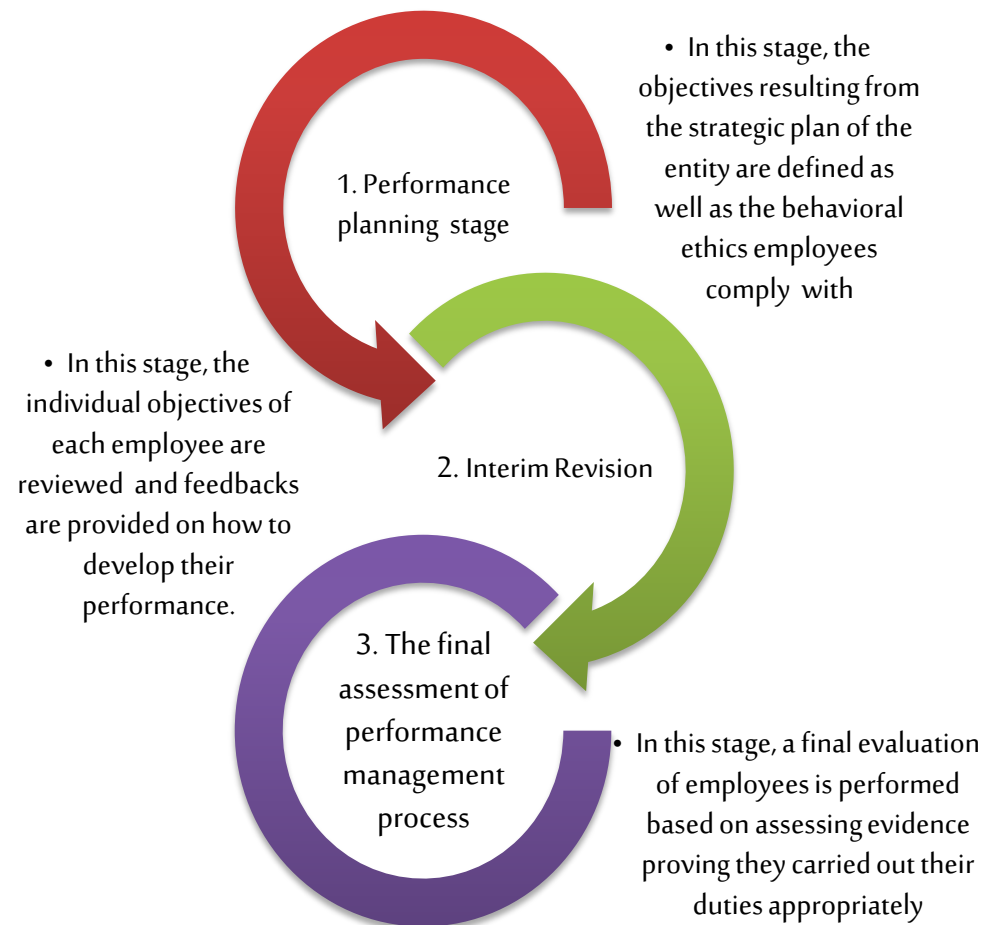 1. Performance
planning stage
• In this stage, the
objectives resulting from
the strategic plan of the
entity are defined as
well as the behavioral
ethics employees
comply with
2. Interim Revision
• In this stage, the
individual objectives of
each employee are
reviewed and feedbacks
are provided on how to
develop their
performance.
3. The final
assessment of
performance
management
process
• In this stage, a final evaluation
of employees is performed
based on assessing evidence
proving they carried out their
duties appropriately